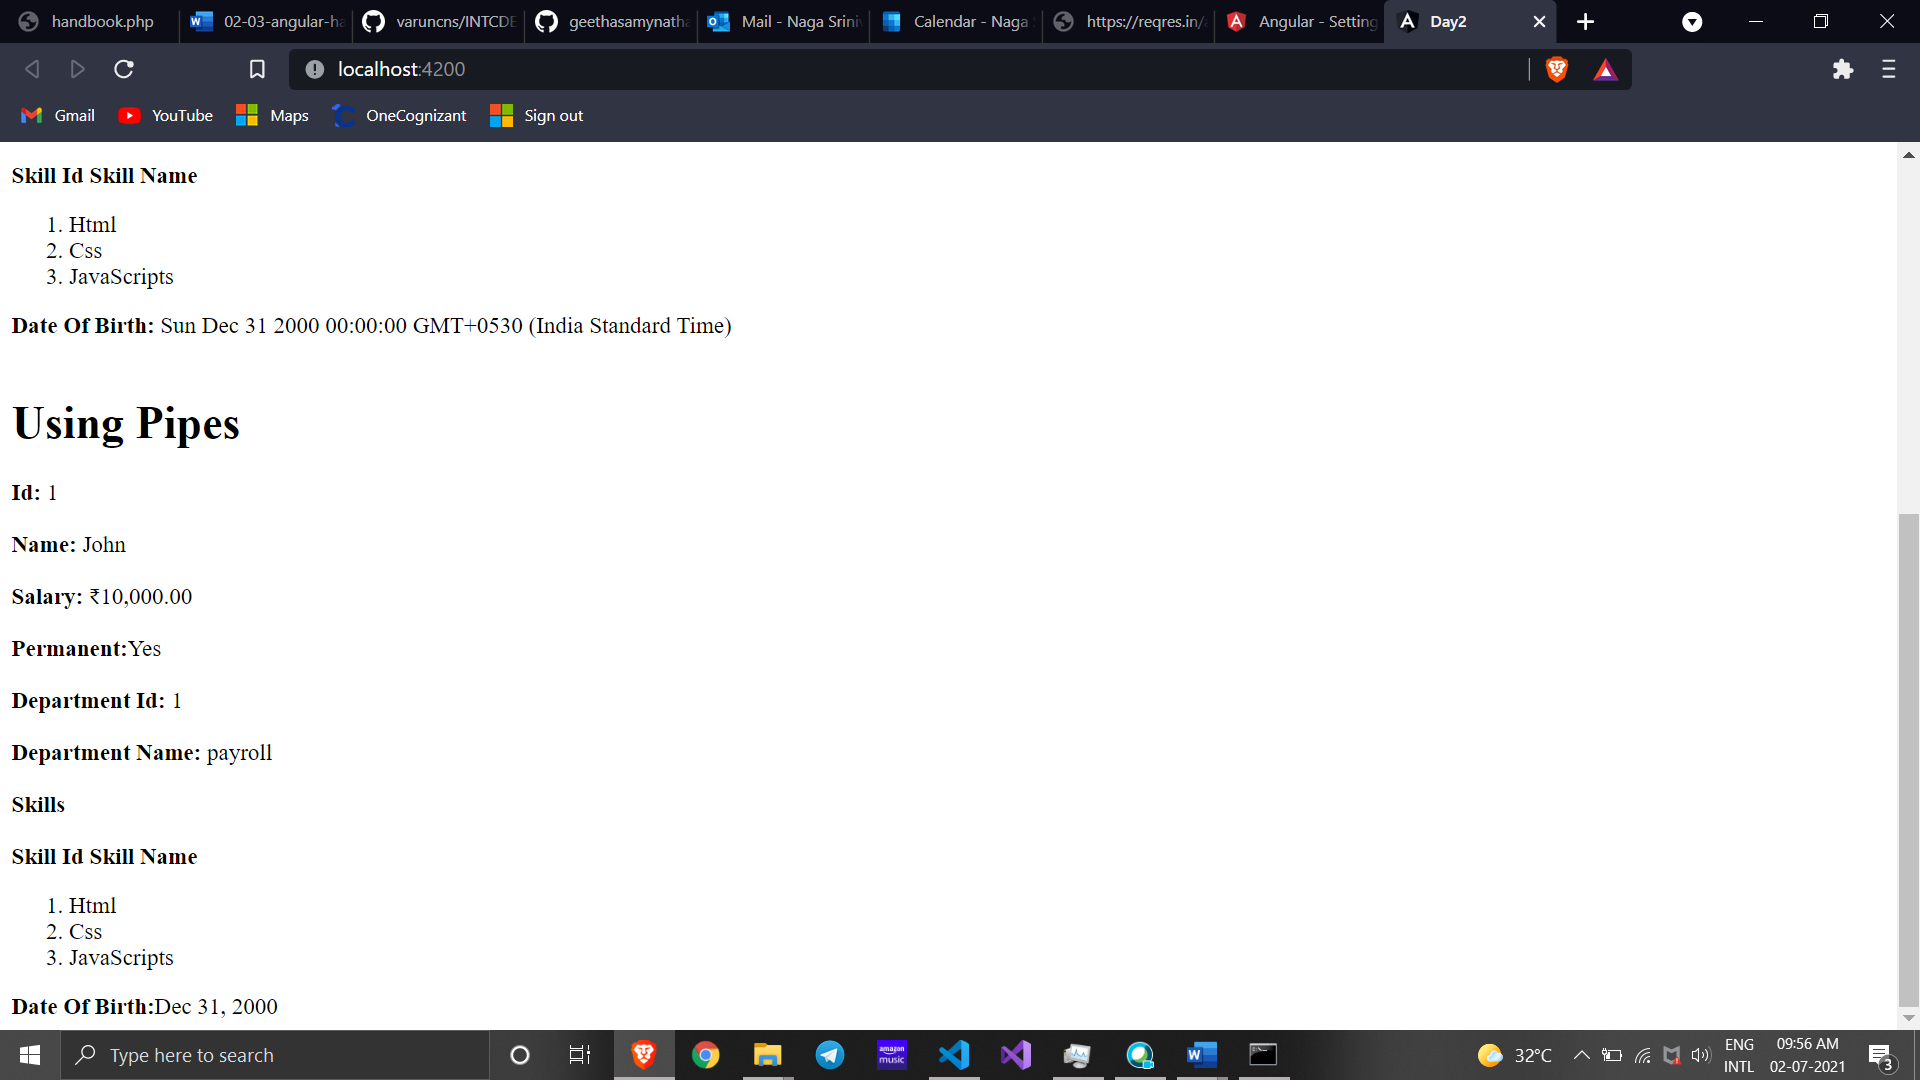 handbook.php
02-03-angular-ha
varuncns/INTCDE
geethasamynatha
Mail - Naga Sriniv
Calendar - Naga
https://reqres.in/
Angular - Setting
Day2
localhost:4200
Gmail
YouTube
Maps
OneCognizant
Sign out
Skill Id Skill Name
1. Html
2. Css
3. JavaScripts
Date Of Birth: Sun Dec 31 2000 00:00:00 GMT+0530 (India Standard Time)
Using Pipes
Id: 1
Name: John
Salary: ₹10,000.00
Permanent:Yes
Department Id: 1
Department Name: payroll
Skills
Skill Id Skill Name
1. Html
2. Css
3. JavaScripts
Date Of Birth:Dec 31, 2000
Type here to search
amazon
music
32°C
ENG
INTL
09:56 AM
02-07-2021
3